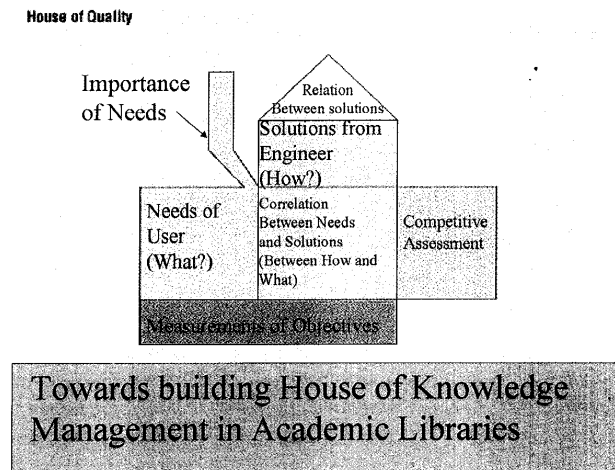 House of Quality
Importance
of Needs
Relation
Between solutions
Solutions from
Engineer
(How?)
Needs of
User
(What?)
Correlation
Between Needs
and Solutions
(Between How and
What)
Competitive
Assessment
Measurements of Objectives
Towards building House of Knowledge
Management in Academic Libraries